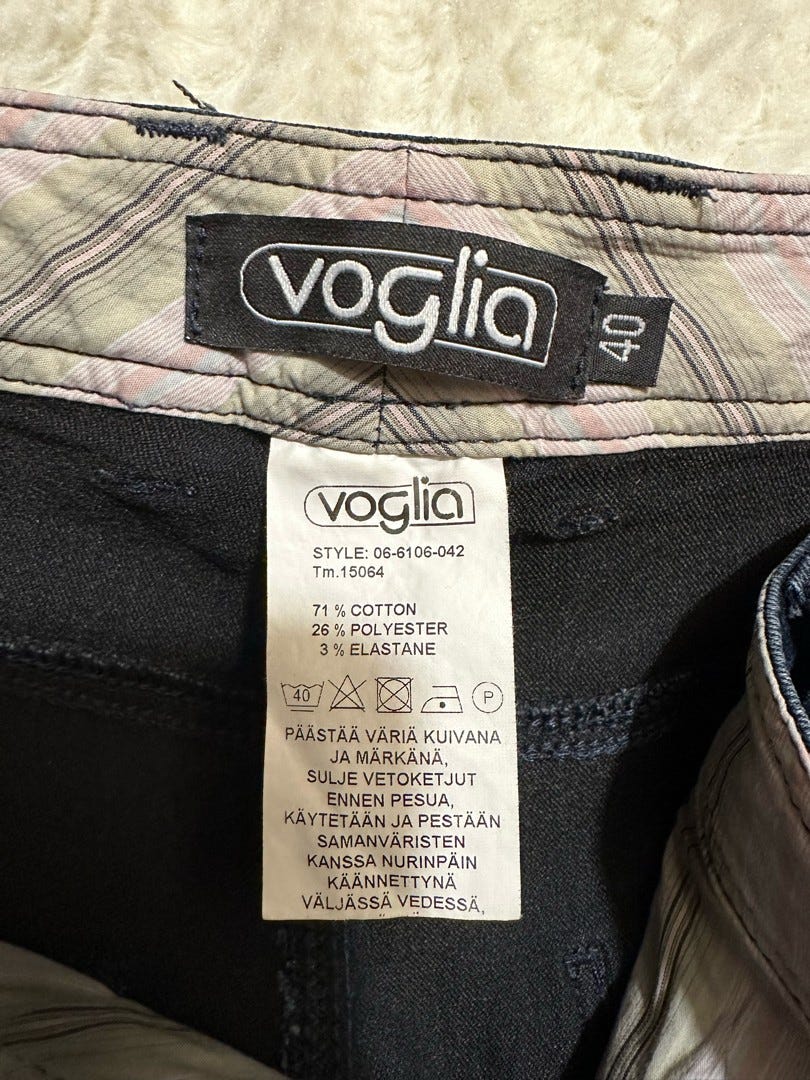 voglia
40
voglia
STYLE: 06-6106-042
Tm.15064
71 % COTTON
26 % POLYESTER
3 % ELASTANE
40 P
PÄÄSTÄÄ VÄRIÄ KUIVANA
JA MÄRKÄNÄ,
SULJE VETOKETJUT
ENNEN PESUA,
KÄYTETÄÄN JA PESTÄÄN
SAMANVÄRISTEN
KANSSA NURINPÄIN
KÄÄNNETTYNÄ
VÄLJÄSSÄ VEDESSÄ,